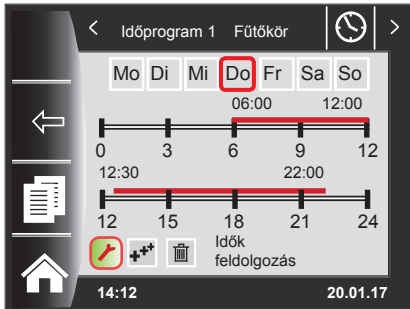 < Időprogram 1 Fűtőkör >
Mo Di Mi Do Fr Sa So
06:00 12:00
0 3 6 9 12
12:30 22:00
12 15 18 21 24
Idők
feldolgozás
14:12 20.01.17